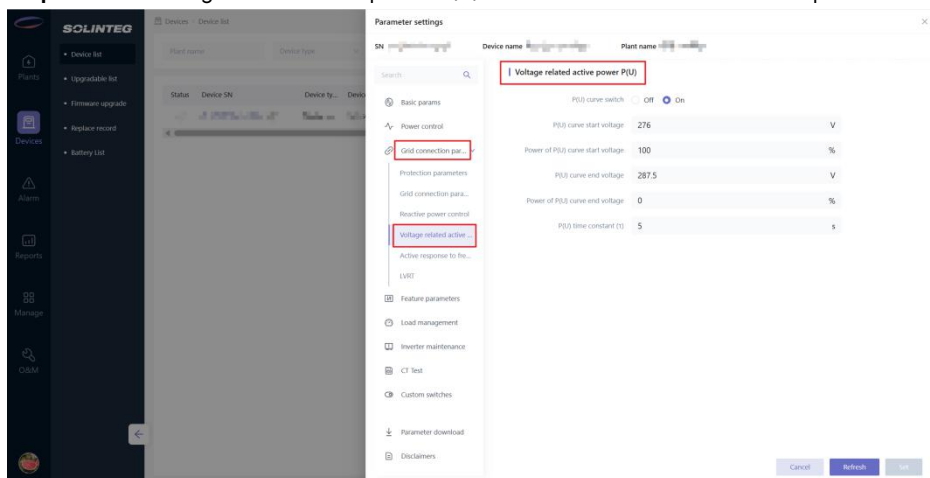 SOLINTEG
Plants
Devices
Alarm
Reports
Manage
O&M
Device list
Upgradable list
Firmware upgrade
Replace record
Battery List
Devices / Device list
Plant name
Device type
Status Device SN Device ty... Device
Parameter settings
SN Device name Plant name
Search
Basic params
Power control
Grid connection par...
Protection parameters
Grid connection para...
Reactive power control
Voltage related active ...
Active response to fre...
LVRT
Feature parameters
Load management
Inverter maintenance
CT Test
Custom switches
Parameter download
Disclaimers
Voltage related active power P(U)
P(U) curve switch Off On
P(U) curve start voltage 276 V
Power of P(U) curve start voltage 100 %
P(U) curve end voltage 287.5 V
Power of P(U) curve end voltage 0 %
P(U) time constant (τ) 5 s
Cancel Refresh Set